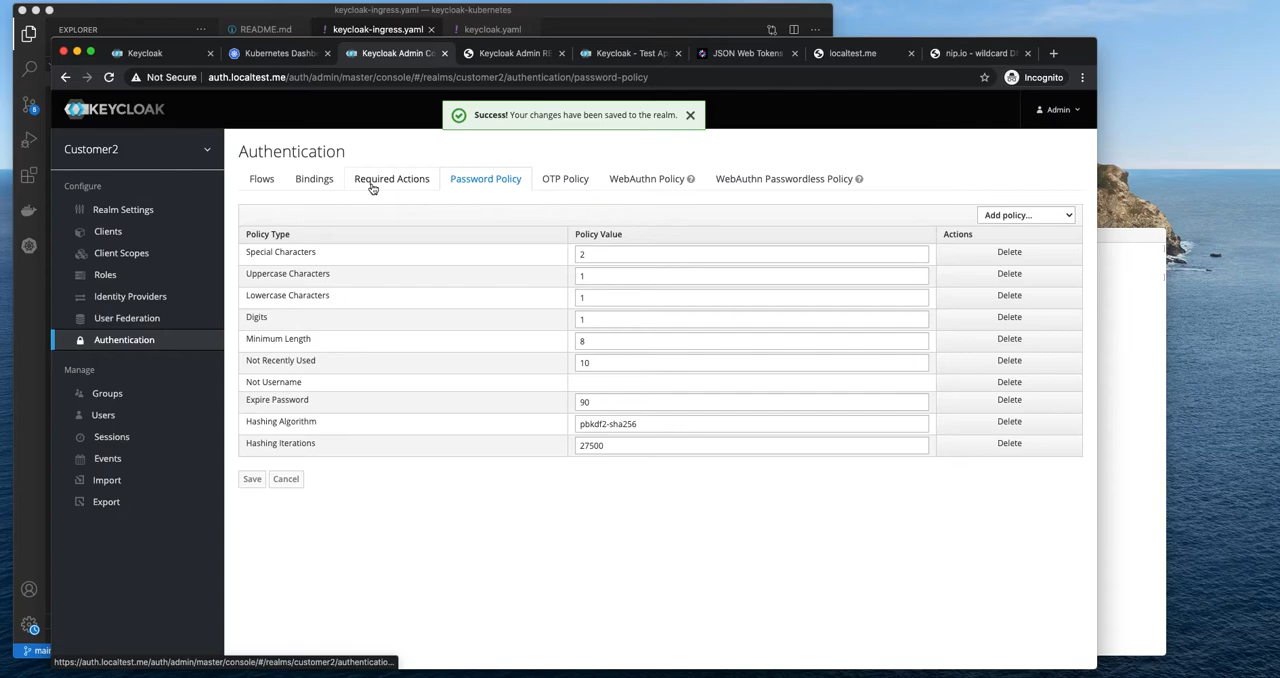 keycloak-ingress.yaml — keycloak-kubernetes
EXPLORER ··· README.md ! keycloak-ingress.yaml ! keycloak.yaml ···
Keycloak Kubernetes Dashb Keycloak Admin Co Keycloak Admin RE Keycloak - Test Ap JSON Web Tokens localtest.me nip.io - wildcard D
Not Secure auth.localtest.me/auth/admin/master/console/#/realms/customer2/authentication/password-policy Incognito
KEYCLOAK
Success! Your changes have been saved to the realm.
Admin
Customer2
Authentication
Flows Bindings Required Actions Password Policy OTP Policy WebAuthn Policy WebAuthn Passwordless Policy
Configure
Realm Settings
Clients
Client Scopes
Roles
Identity Providers
User Federation
Authentication
Manage
Groups
Users
Sessions
Events
Import
Export
Add policy...
Policy Type Policy Value Actions
Special Characters 2 Delete
Uppercase Characters 1 Delete
Lowercase Characters 1 Delete
Digits 1 Delete
Minimum Length 8 Delete
Not Recently Used 10 Delete
Not Username Delete
Expire Password 90 Delete
Hashing Algorithm pbkdf2-sha256 Delete
Hashing Iterations 27500 Delete
Save Cancel
5
mai
https://auth.localtest.me/auth/admin/master/console/#/realms/customer2/authenticatio...